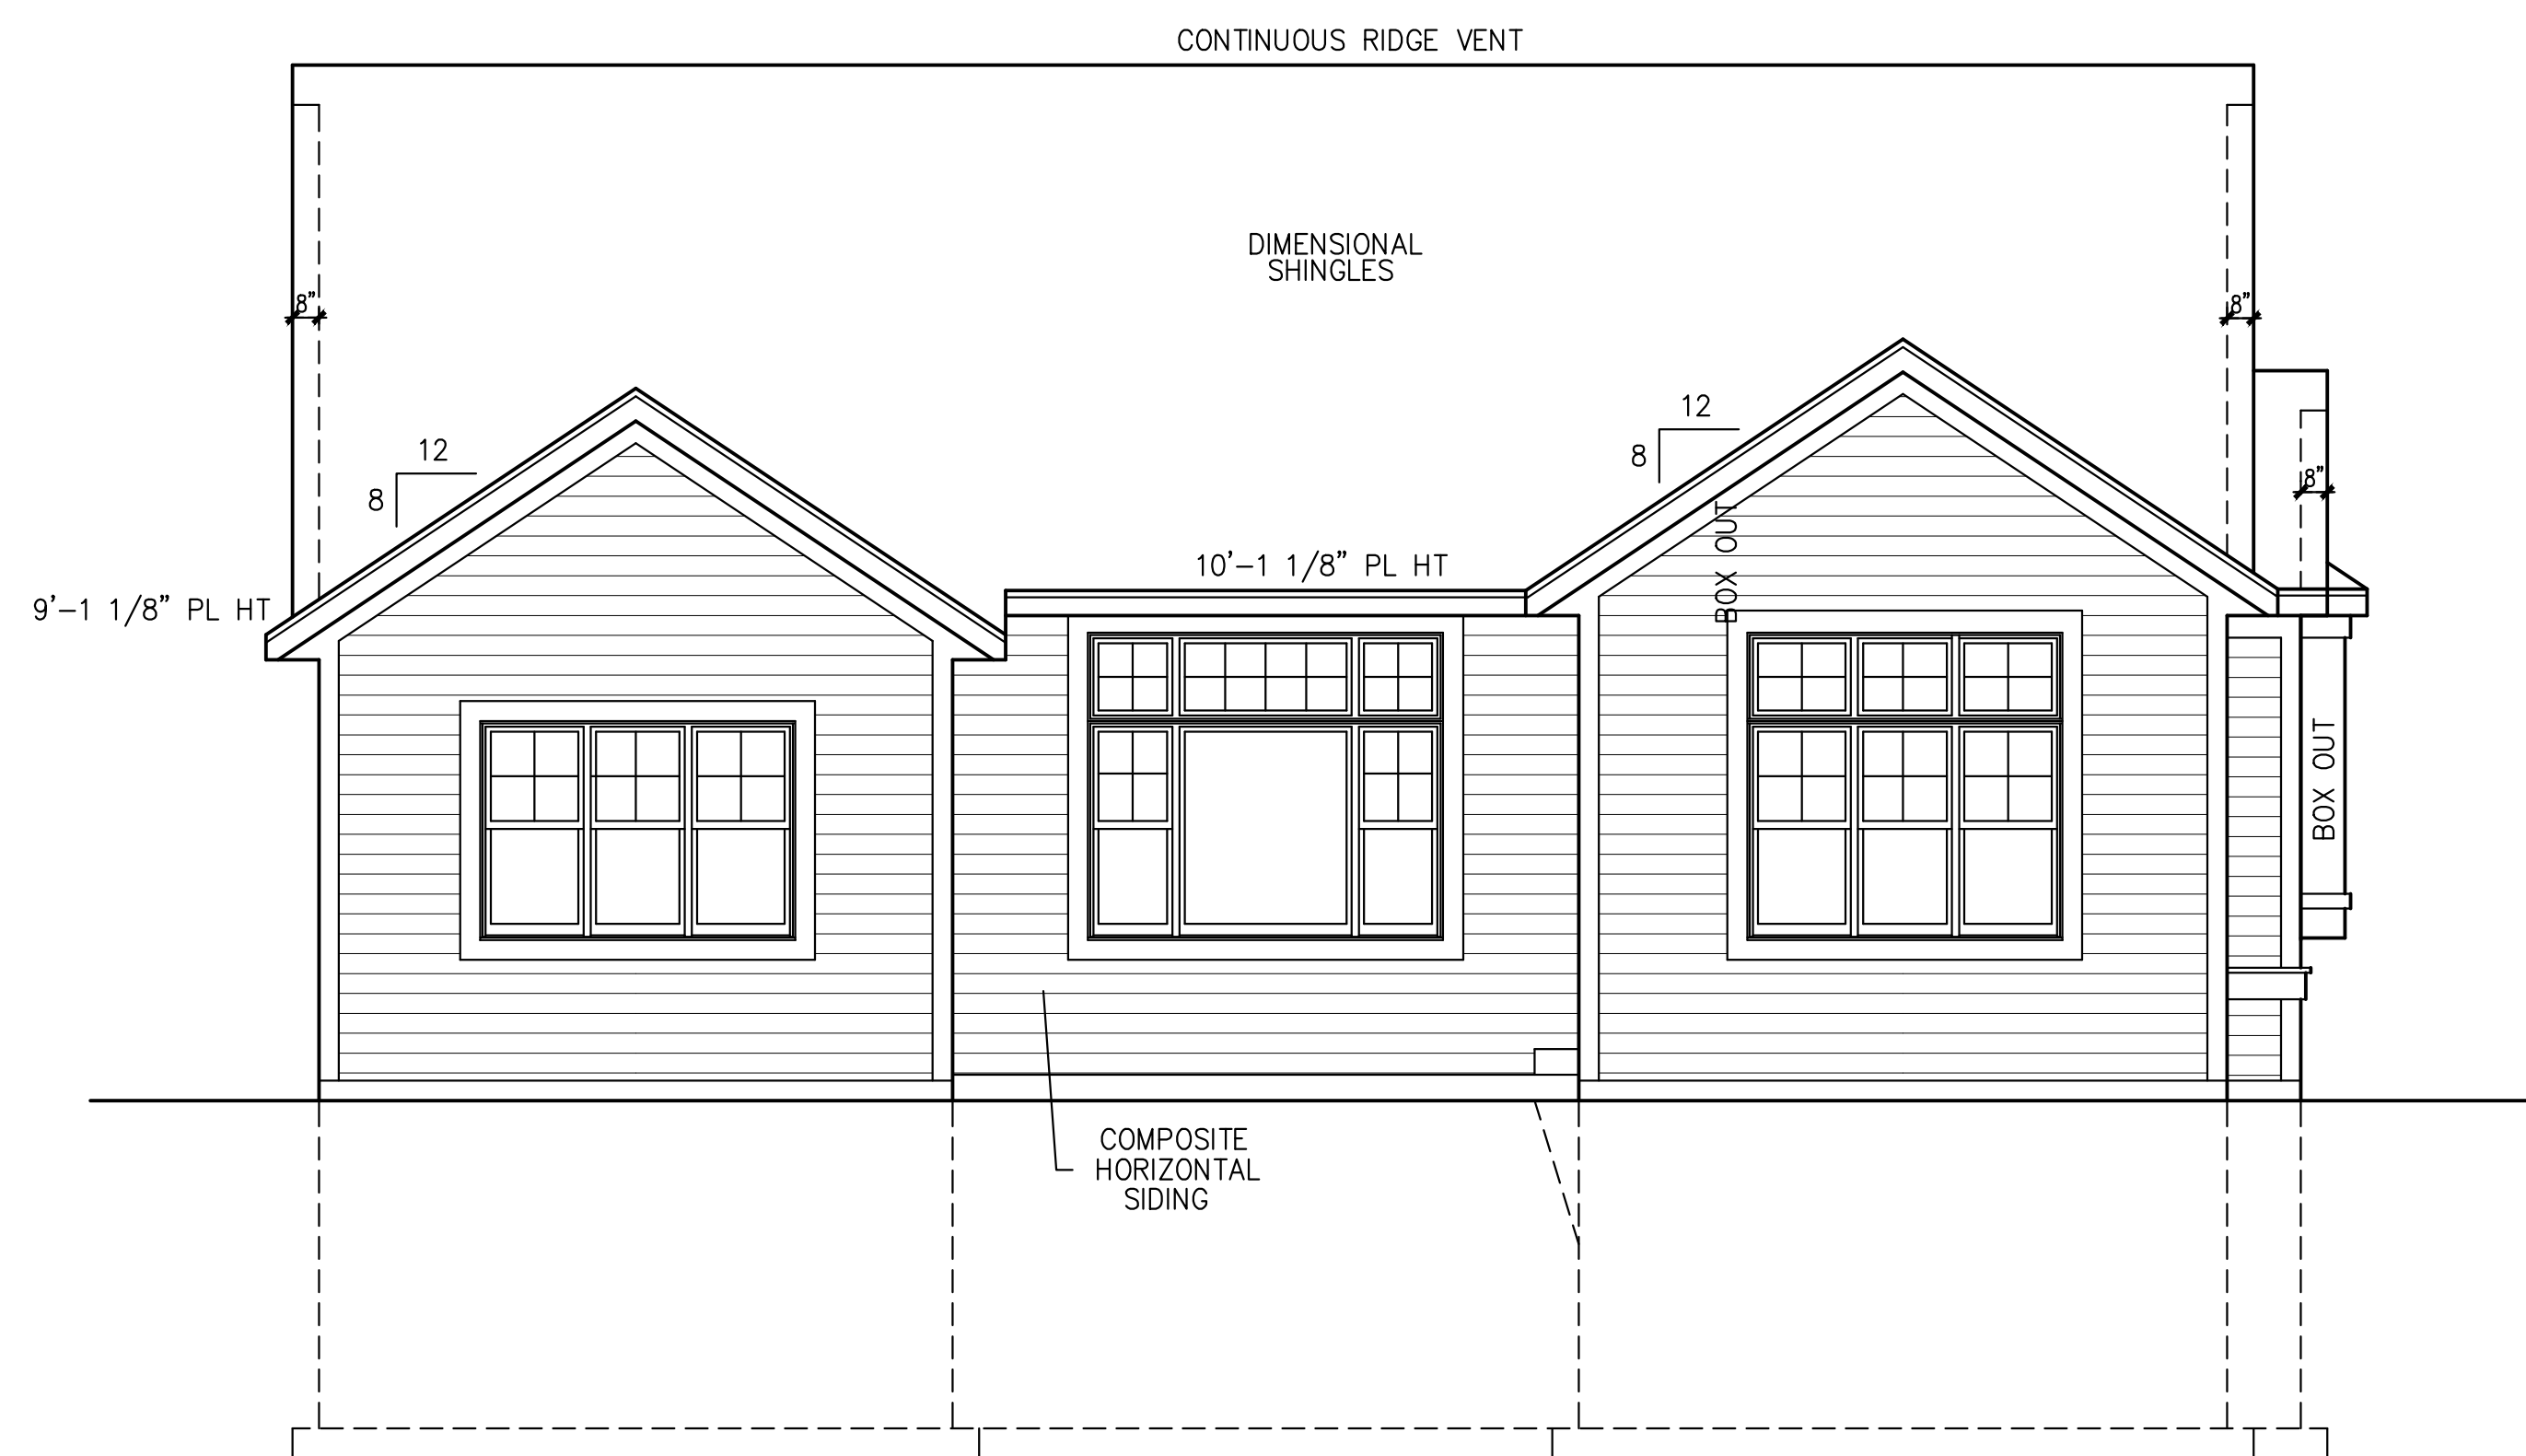 CONTINUOUS RIDGE VENT
DIMENSIONAL
SHINGLES
8"
8"
12
8
12
8
8"
BOX OUT
10'-1 1/8" PL HT
9'-1 1/8" PL HT
BOX OUT
COMPOSITE
HORIZONTAL
SIDING